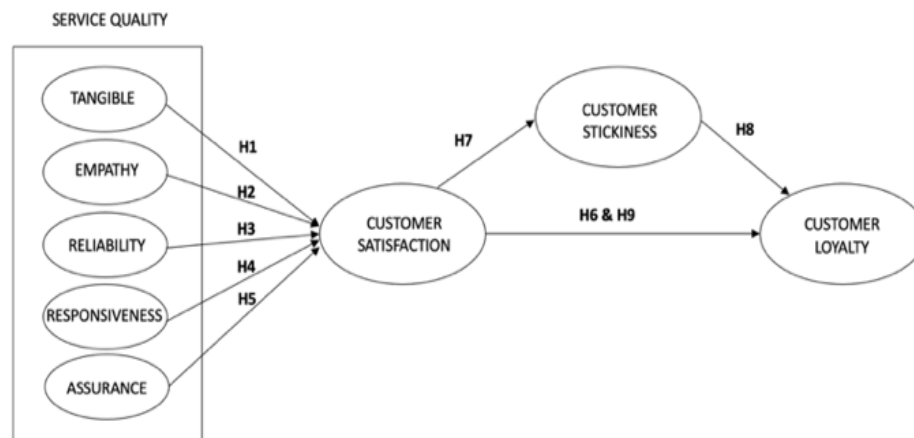 SERVICE QUALITY
TANGIBLE
EMPATHY
RELIABILITY
RESPONSIVENESS
ASSURANCE
H1
H2
H3
H4
H5
CUSTOMER
SATISFACTION
H7
CUSTOMER
STICKINESS
H8
H6 & H9
CUSTOMER
LOYALTY